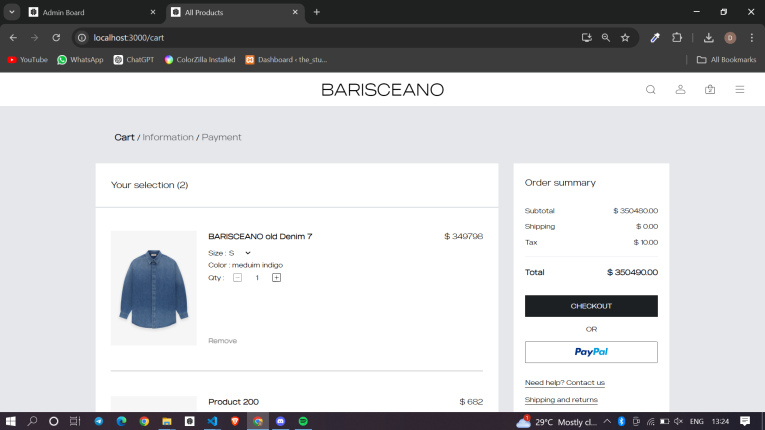 Admin Board
All Products
localhost:3000/cart
D
YouTube
WhatsApp
ChatGPT
ColorZilla Installed
Dashboard ‹ the_stu...
All Bookmarks
BARISCEANO
Cart / Information / Payment
Your selection (2)
BARISCEANO old Denim 7
$ 349798
Size : S
Color : meduim indigo
Qty : 1
Remove
Product 200
$ 682
Order summary
Subtotal $ 350480.00
Shipping $ 0.00
Tax $ 10.00
Total $ 350490.00
CHECKOUT
OR
PayPal
Need help? Contact us
Shipping and returns
29°C Mostly cl... ENG 13:24